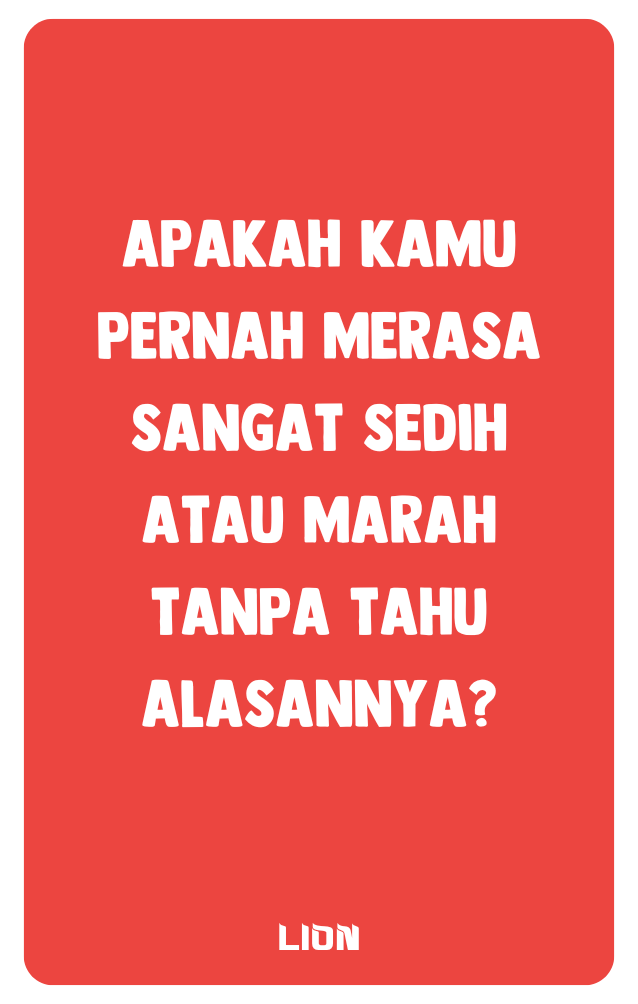 APAKAH KAMU
PERNAH MERASA
SANGAT SEDIH
ATAU MARAH
TANPA TAHU
ALASANNYA?
LION